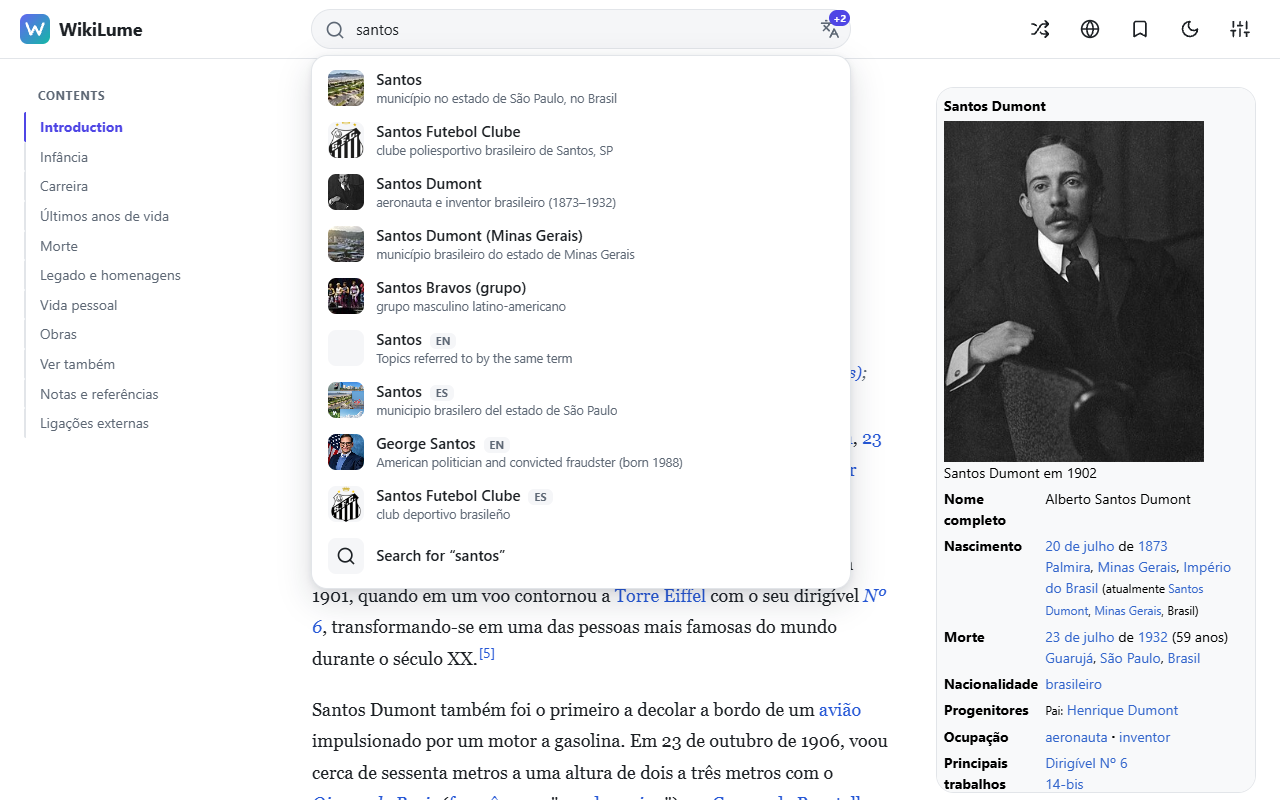 W WikiLume
santos
+2
CONTENTS
Introduction
Infância
Carreira
Últimos anos de vida
Morte
Legado e homenagens
Vida pessoal
Obras
Ver também
Notas e referências
Ligações externas
Santos
município no estado de São Paulo, no Brasil
Santos Futebol Clube
clube poliesportivo brasileiro de Santos, SP
Santos Dumont
aeronauta e inventor brasileiro (1873–1932)
Santos Dumont (Minas Gerais)
município brasileiro do estado de Minas Gerais
Santos Bravos (grupo)
grupo masculino latino-americano
Santos EN
Topics referred to by the same term
Santos ES
municipio brasilero del estado de São Paulo
George Santos EN
American politician and convicted fraudster (born 1988)
Santos Futebol Clube ES
club deportivo brasileño
Search for “santos”
s);
, 23
r
1901, quando em um voo contornou a Torre Eiffel com o seu dirigível Nº
6, transformando-se em uma das pessoas mais famosas do mundo
durante o século XX.[5]
Santos Dumont também foi o primeiro a decolar a bordo de um avião
impulsionado por um motor a gasolina. Em 23 de outubro de 1906, voou
cerca de sessenta metros a uma altura de dois a três metros com o
Santos Dumont
Santos Dumont em 1902
Nome completo Alberto Santos Dumont
Nascimento 20 de julho de 1873
Palmira, Minas Gerais, Império
do Brasil (atualmente Santos
Dumont, Minas Gerais, Brasil)
Morte 23 de julho de 1932 (59 anos)
Guarujá, São Paulo, Brasil
Nacionalidade brasileiro
Progenitores Pai: Henrique Dumont
Ocupação aeronauta · inventor
Principais Dirigível Nº 6
trabalhos 14-bis